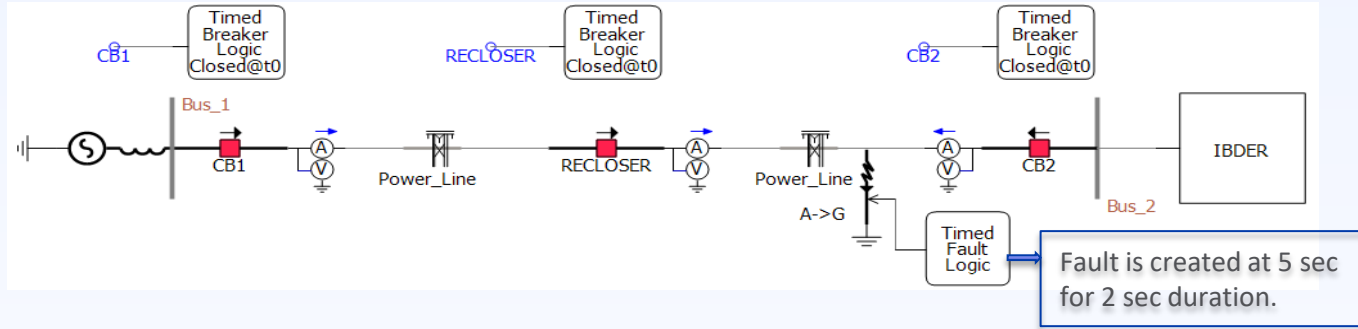 Timed
Breaker
Logic
Closed@t0
CB1
Timed
Breaker
Logic
Closed@t0
RECLOSER
Timed
Breaker
Logic
Closed@t0
CB2
Bus_1
S
CB1
A
V
Power_Line
RECLOSER
A
V
Power_Line
A->G
A
V
CB2
Bus_2
IBDER
Timed
Fault
Logic
Fault is created at 5 sec
for 2 sec duration.